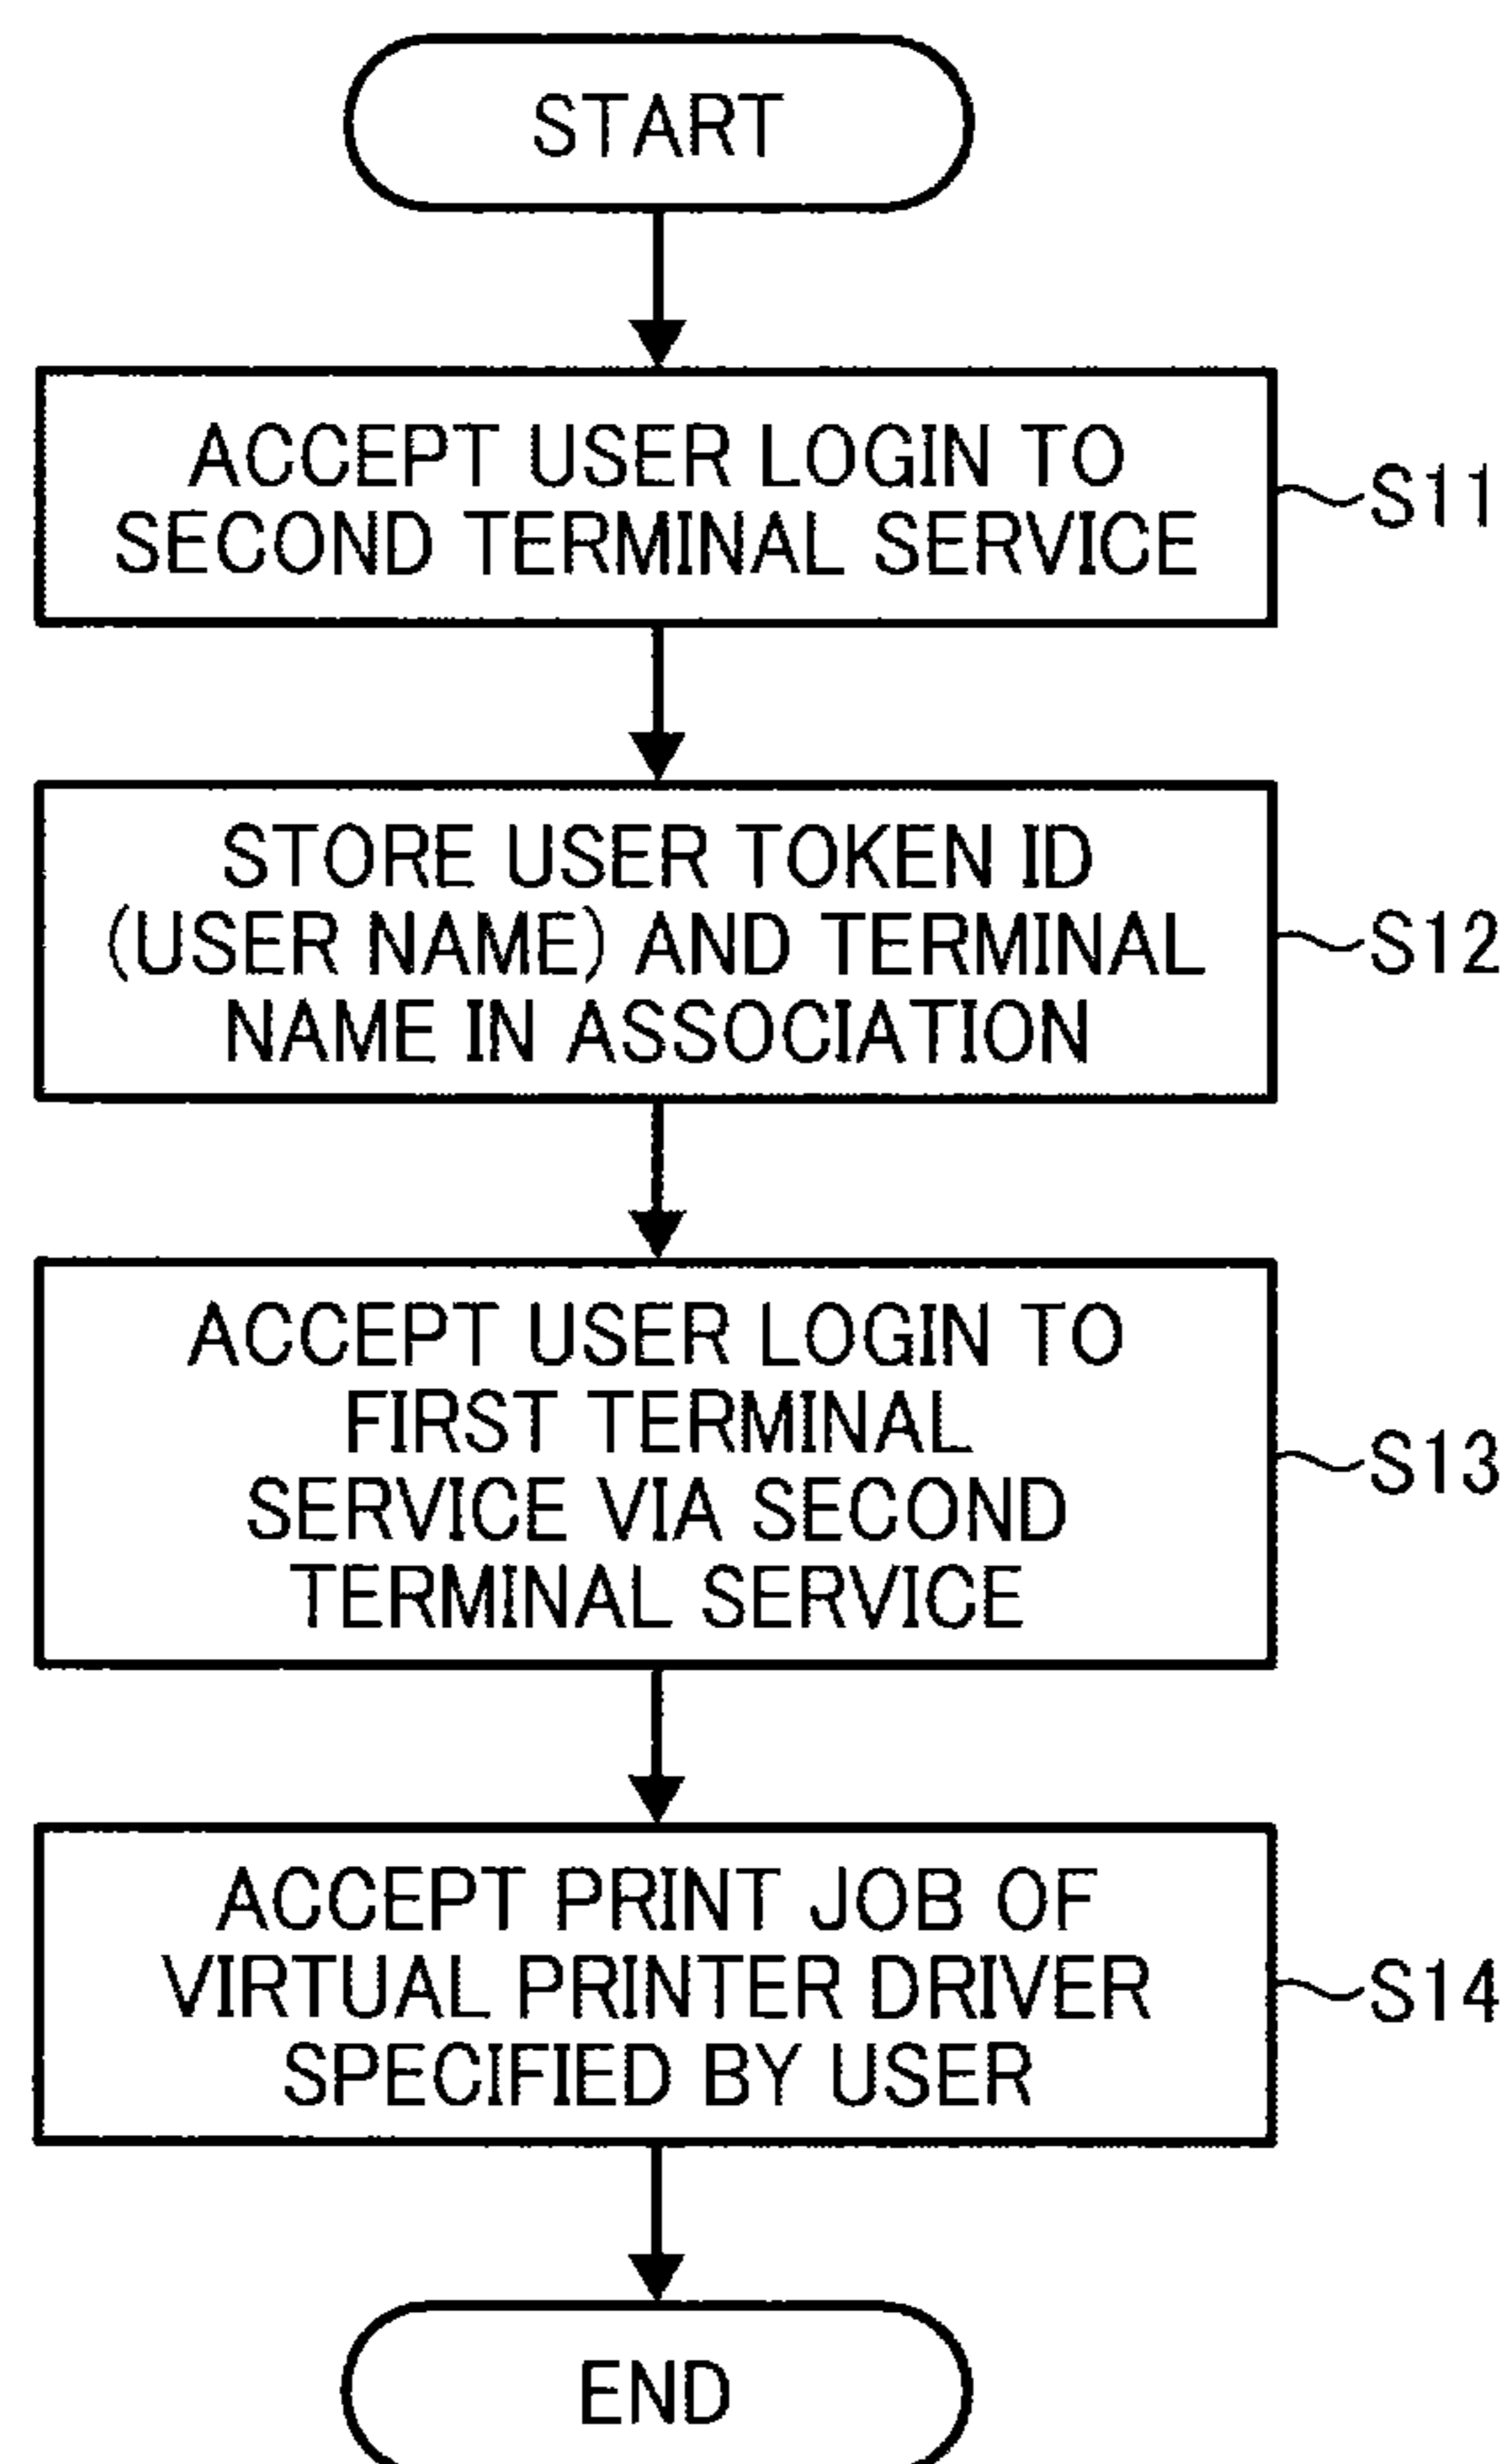 START
ACCEPT USER LOGIN TO
SECOND TERMINAL SERVICE
S11
STORE USER TOKEN ID
(USER NAME) AND TERMINAL
NAME IN ASSOCIATION
S12
ACCEPT USER LOGIN TO
FIRST TERMINAL
SERVICE VIA SECOND
TERMINAL SERVICE
S13
ACCEPT PRINT JOB OF
VIRTUAL PRINTER DRIVER
SPECIFIED BY USER
S14
END